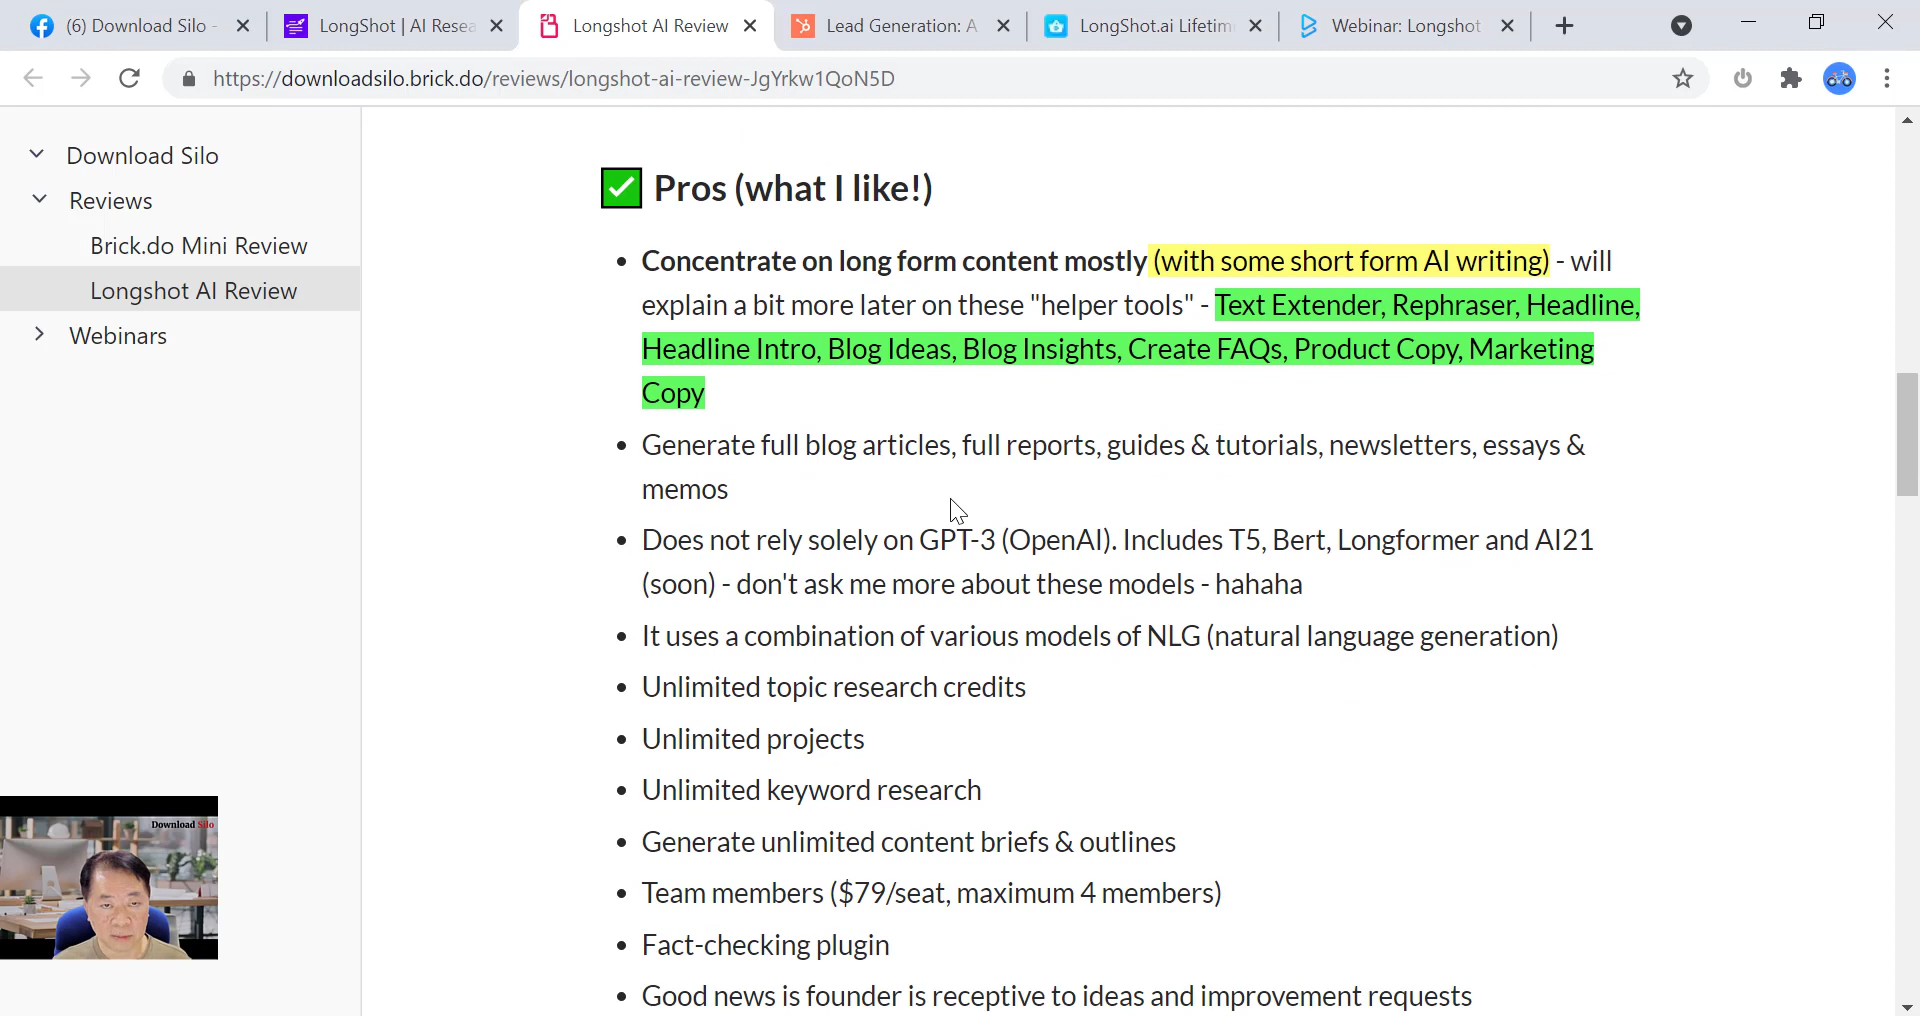 (6) Download Silo -
LongShot | AI Resea
Longshot AI Review
Lead Generation: A
LongShot.ai Lifetim
Webinar: Longshot
https://downloadsilo.brick.do/reviews/longshot-ai-review-JgYrkw1QoN5D
Download Silo
Reviews
Brick.do Mini Review
Longshot AI Review
Webinars
Pros (what I like!)
• Concentrate on long form content mostly (with some short form AI writing) - will
explain a bit more later on these "helper tools" - Text Extender, Rephraser, Headline,
Headline Intro, Blog Ideas, Blog Insights, Create FAQs, Product Copy, Marketing
Copy
• Generate full blog articles, full reports, guides & tutorials, newsletters, essays &
memos
• Does not rely solely on GPT-3 (OpenAI). Includes T5, Bert, Longformer and AI21
(soon) - don't ask me more about these models - hahaha
• It uses a combination of various models of NLG (natural language generation)
• Unlimited topic research credits
• Unlimited projects
• Unlimited keyword research
• Generate unlimited content briefs & outlines
• Team members ($79/seat, maximum 4 members)
• Fact-checking plugin
• Good news is founder is receptive to ideas and improvement requests
Download Silo